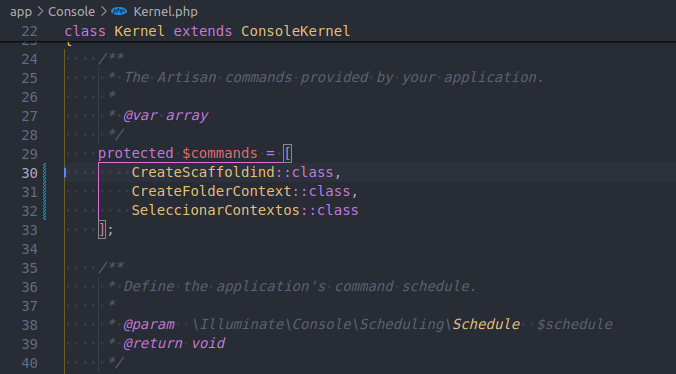 app > Console > php Kernel.php
22 class Kernel extends ConsoleKernel
23 {
24 /**
25 * The Artisan commands provided by your application.
26 *
27 * @var array
28 */
29 protected $commands = [
30 CreateScaffoldind::class,
31 CreateFolderContext::class,
32 SeleccionarContextos::class
33 ];
34
35 /**
36 * Define the application's command schedule.
37 *
38 * @param  \Illuminate\Console\Scheduling\Schedule  $schedule
39 * @return void
40 */